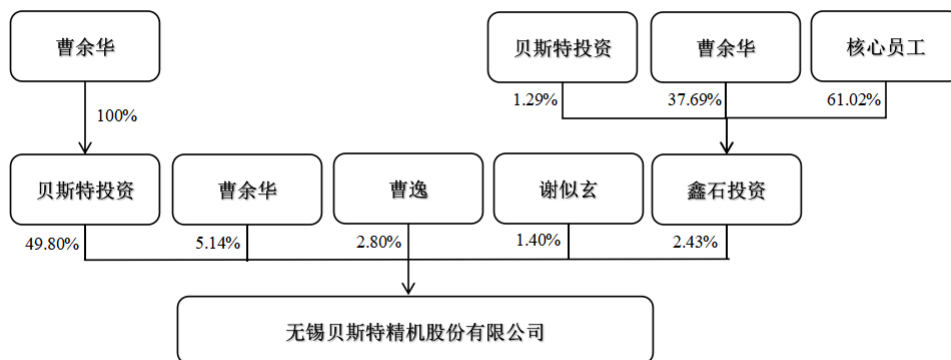 曹余华
贝斯特投资
曹余华
核心员工
1.29%
37.69%
61.02%
100%
贝斯特投资
曹余华
曹逸
谢似玄
鑫石投资
49.80%
5.14%
2.80%
1.40%
2.43%
无锡贝斯特精机股份有限公司